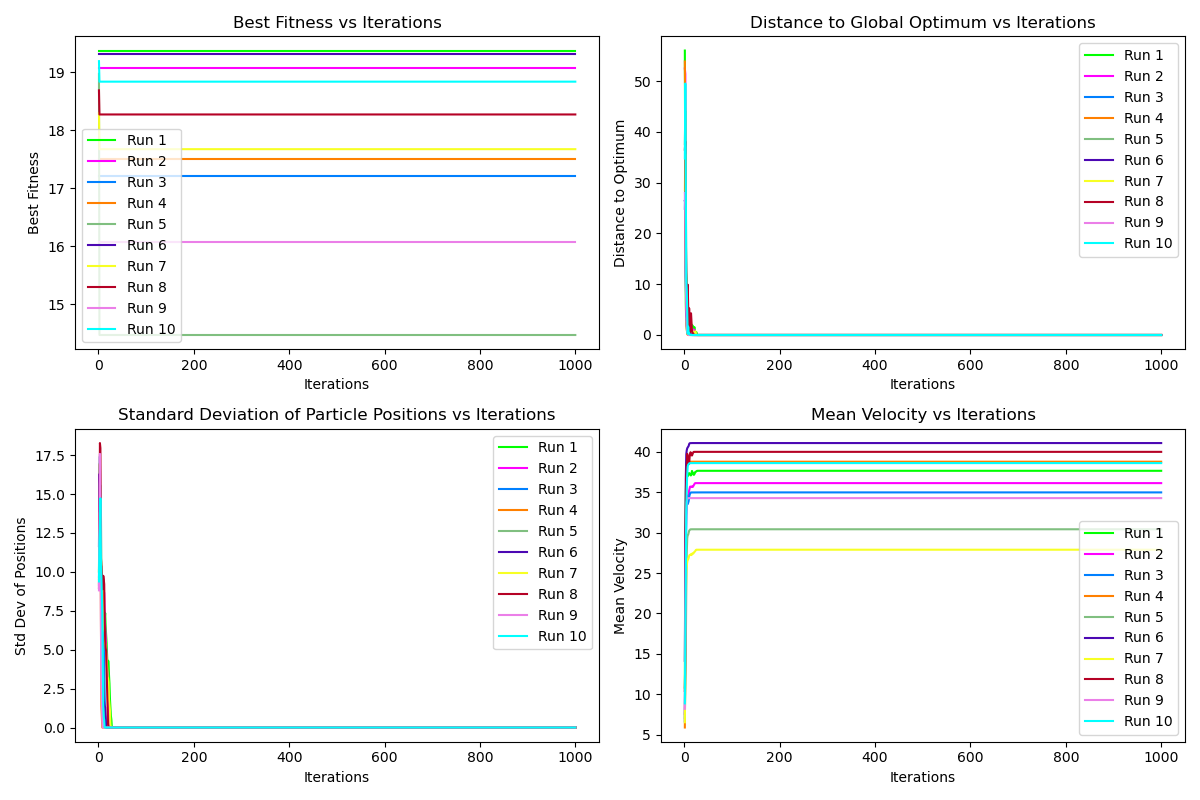 Best Fitness vs Iterations
Best Fitness
19
18
17
16
15
Run 1
Run 2
Run 3
Run 4
Run 5
Run 6
Run 7
Run 8
Run 9
Run 10
0 200 400 600 800 1000
Iterations
Distance to Global Optimum vs Iterations
Distance to Optimum
50
40
30
20
10
0
Run 1
Run 2
Run 3
Run 4
Run 5
Run 6
Run 7
Run 8
Run 9
Run 10
0 200 400 600 800 1000
Iterations
Standard Deviation of Particle Positions vs Iterations
Std Dev of Positions
17.5
15.0
12.5
10.0
7.5
5.0
2.5
0.0
Run 1
Run 2
Run 3
Run 4
Run 5
Run 6
Run 7
Run 8
Run 9
Run 10
0 200 400 600 800 1000
Iterations
Mean Velocity vs Iterations
Mean Velocity
40
35
30
25
20
15
10
5
Run 1
Run 2
Run 3
Run 4
Run 5
Run 6
Run 7
Run 8
Run 9
Run 10
0 200 400 600 800 1000
Iterations